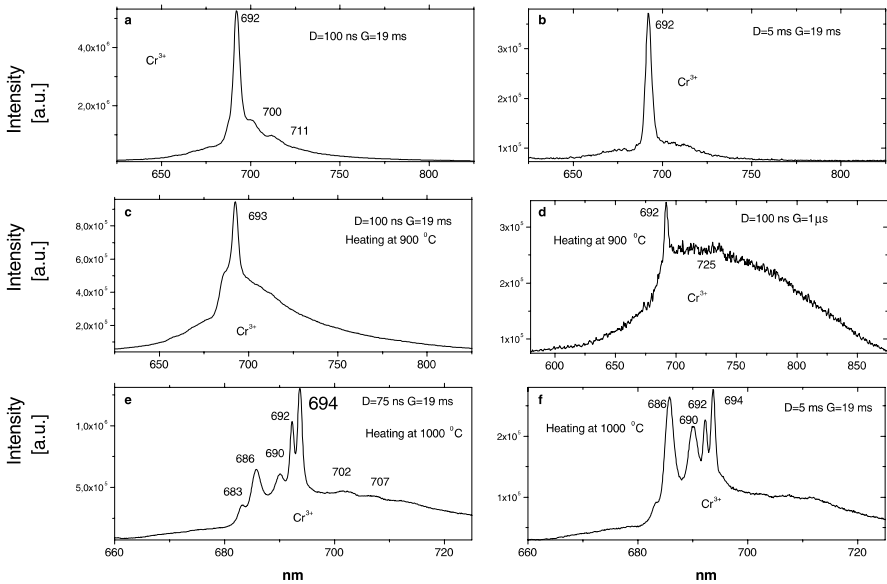 a
692
D=100 ns G=19 ms
Cr3+
700
711
4,0x10^6
2,0x10^6
Intensity
[a.u.]
650 700 750 800
b
692
D=5 ms G=19 ms
Cr3+
3x10^5
2x10^5
1x10^5
650 700 750 800
c
693
D=100 ns G=19 ms
Heating at 900 °C
Cr3+
8,0x10^5
6,0x10^5
4,0x10^5
2,0x10^5
Intensity
[a.u.]
650 700 750 800
d
692
D=100 ns G=1μs
Heating at 900 °C
725
Cr3+
3x10^5
2x10^5
1x10^5
600 650 700 750 800 850
e
694
D=75 ns G=19 ms
692
Heating at 1000 °C
686
690
683
702
707
Cr3+
1,0x10^6
5,0x10^5
Intensity
[a.u.]
660 680 700 720
nm
f
686
692
694
690
D=5 ms G=19 ms
Heating at 1000 °C
Cr3+
2x10^5
1x10^5
660 680 700 720
nm